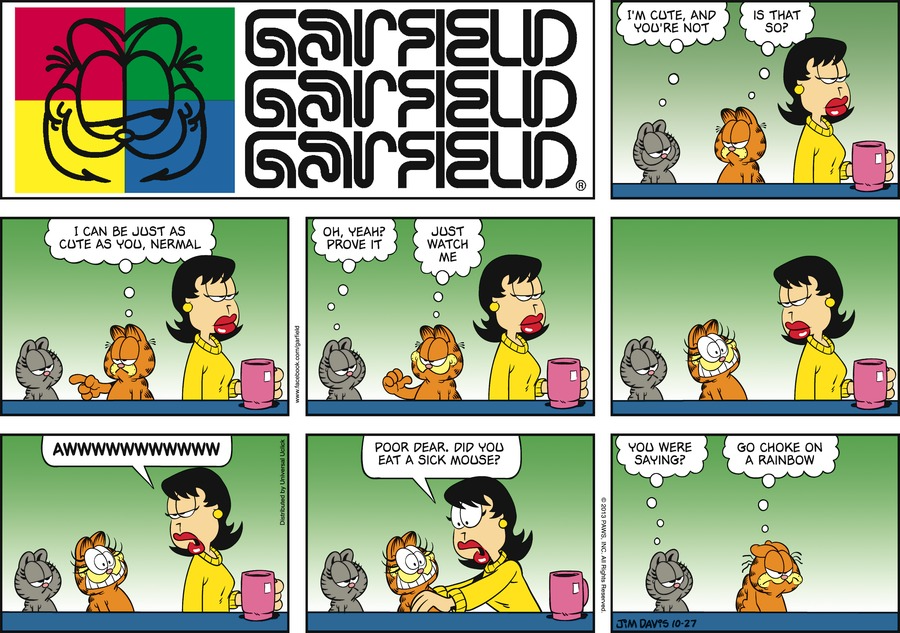 GARFIELD
GARFIELD
GARFIELD
®
I'M CUTE, AND
YOU'RE NOT
IS THAT
SO?
I CAN BE JUST AS
CUTE AS YOU, NERMAL
www.facebook.com/garfield
OH, YEAH?
PROVE IT
JUST
WATCH
ME
AWWWWWWWWWWWW
Distributed by Universal Uclick
POOR DEAR. DID YOU
EAT A SICK MOUSE?
© 2013 PAWS, INC. All Rights Reserved.
YOU WERE
SAYING?
GO CHOKE ON
A RAINBOW
JIM DAVIS 10-27